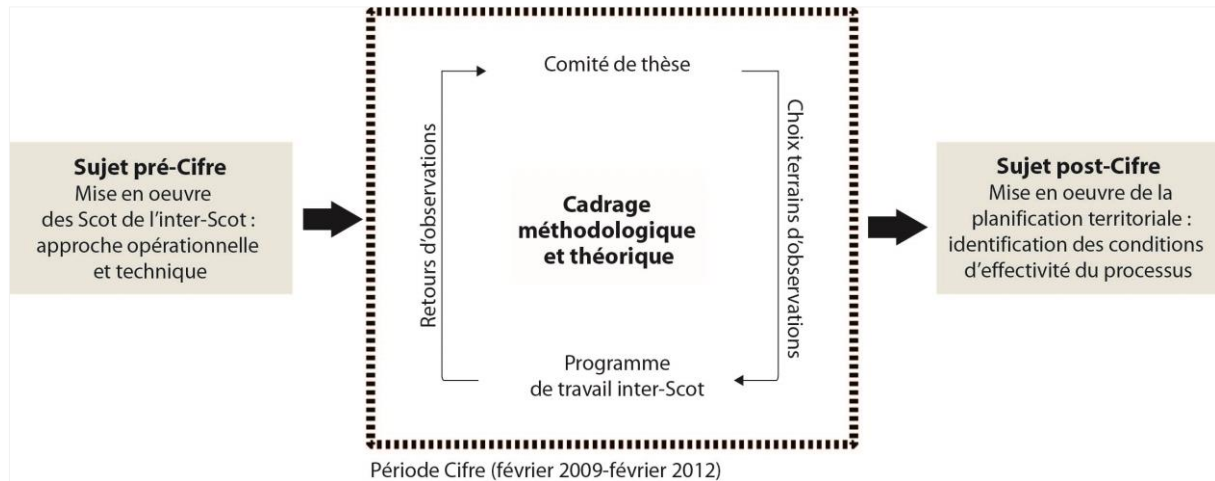 Sujet pré-Cifre
Mise en oeuvre
des Scot de l'inter-Scot :
approche opérationnelle
et technique
Retours d'observations
Comité de thèse
Cadrage
méthodologique
et théorique
Programme
de travail inter-Scot
Choix terrains d'observations
Sujet post-Cifre
Mise en oeuvre de la
planification territoriale :
identification des conditions
d'effectivité du processus
Période Cifre (février 2009-février 2012)